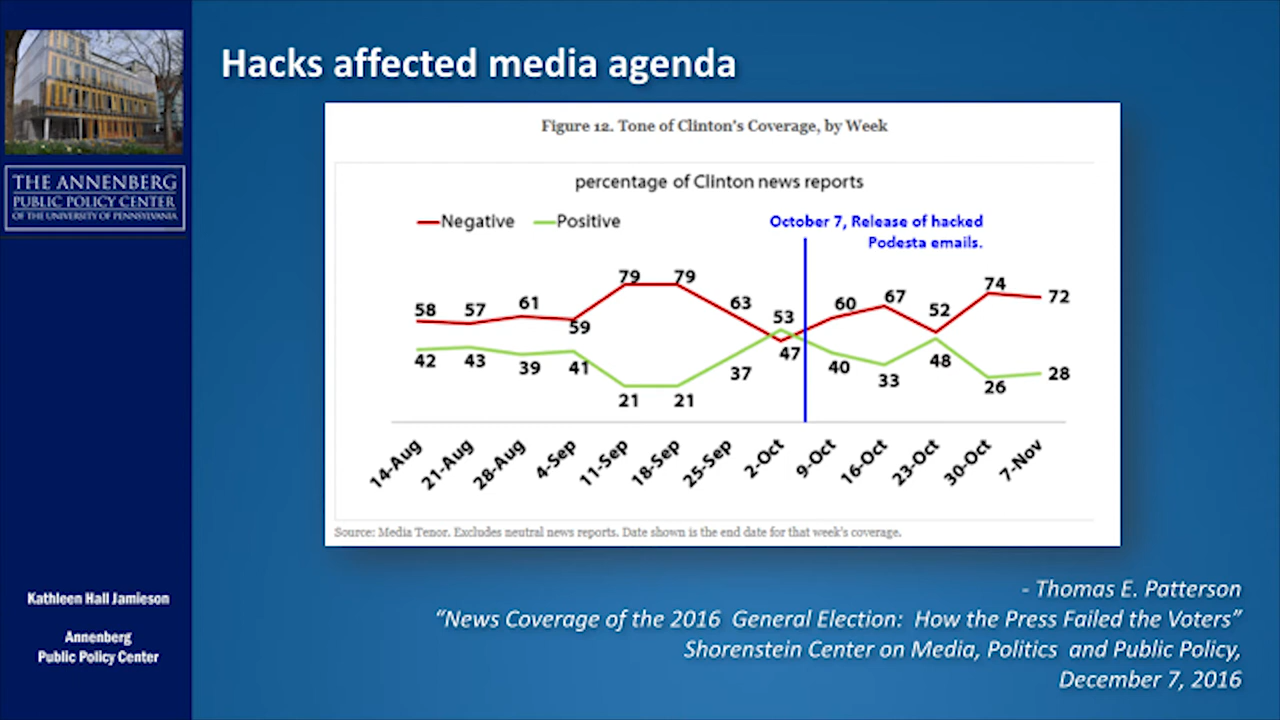 Hacks affected media agenda
THE ANNENBERG
PUBLIC POLICY CENTER
OF THE UNIVERSITY OF PENNSYLVANIA
Figure 12. Tone of Clinton's Coverage, by Week
percentage of Clinton news reports
Negative Positive
October 7, Release of hacked
Podesta emails.
58 57 61 59 79 79 63 47 60 67 52 74 72
42 43 39 41 21 21 37 53 40 33 48 26 28
14-Aug 21-Aug 28-Aug 4-Sep 11-Sep 18-Sep 25-Sep 2-Oct 9-Oct 16-Oct 23-Oct 30-Oct 7-Nov
Source: Media Tenor. Excludes neutral news reports. Date shown is the end date for that week's coverage.
Kathleen Hall Jamieson
Annenberg
Public Policy Center
- Thomas E. Patterson
“News Coverage of the 2016 General Election: How the Press Failed the Voters”
Shorenstein Center on Media, Politics and Public Policy,
December 7, 2016